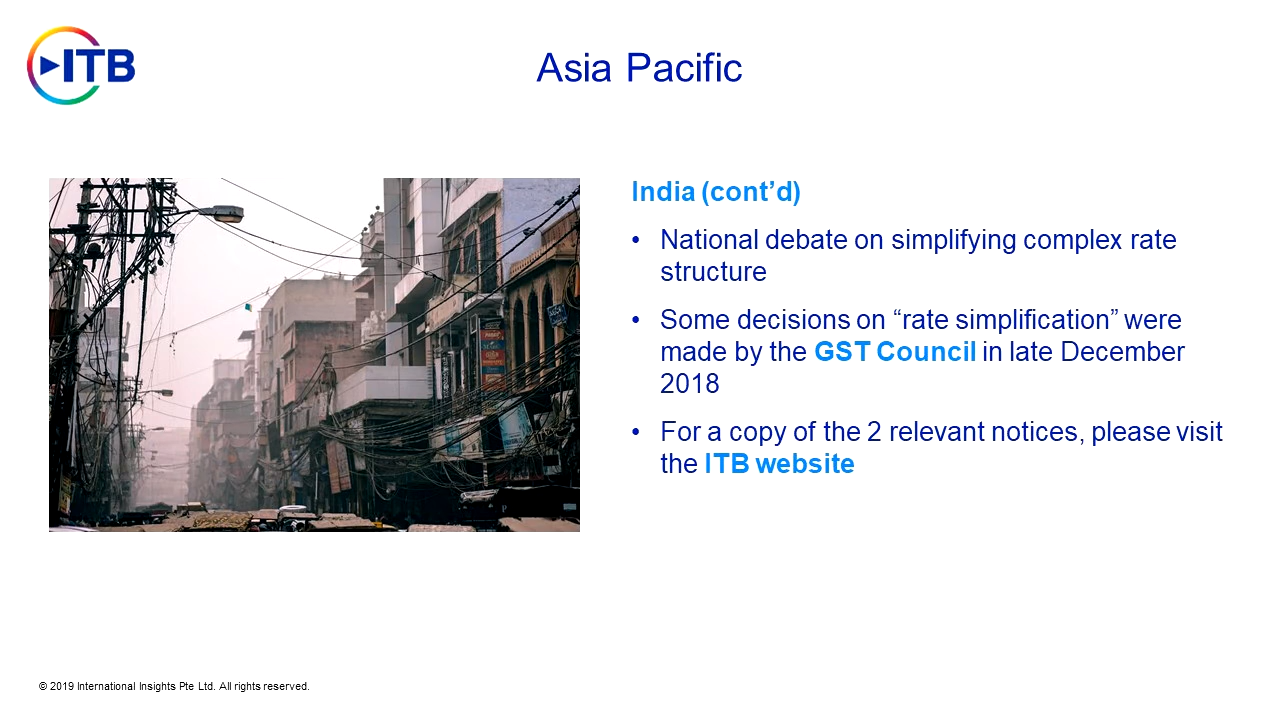 ITB
Asia Pacific
India (cont’d)
• National debate on simplifying complex rate
structure
• Some decisions on “rate simplification” were
made by the GST Council in late December
2018
• For a copy of the 2 relevant notices, please visit
the ITB website
© 2019 International Insights Pte Ltd. All rights reserved.